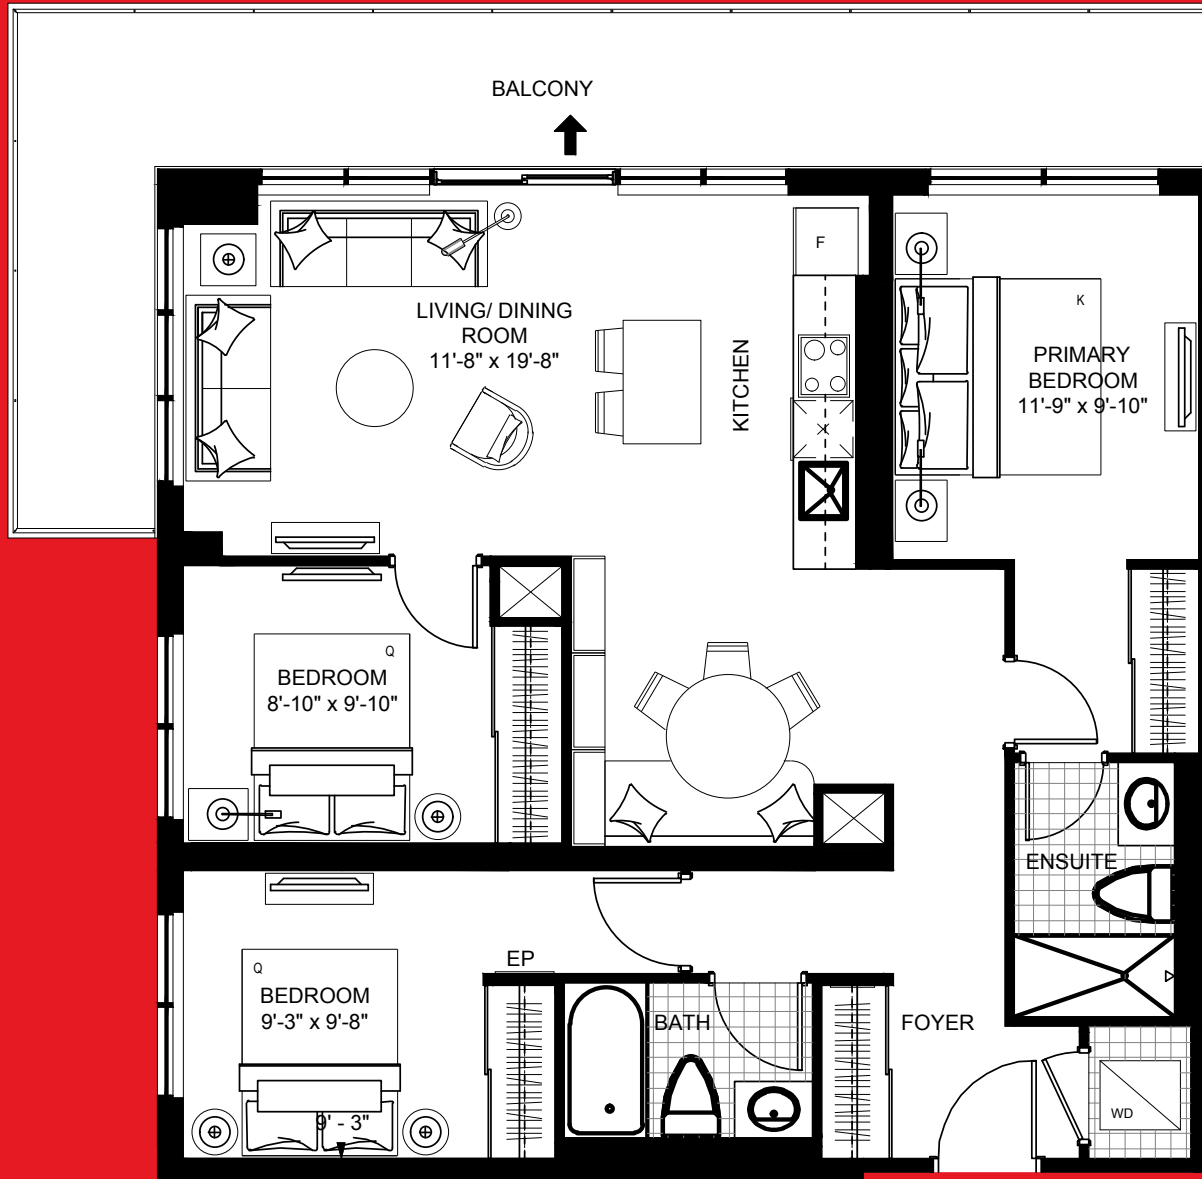 BALCONY
F
LIVING/ DINING
ROOM
11'-8" x 19'-8"
KITCHEN
K
PRIMARY
BEDROOM
11'-9" x 9'-10"
Q
BEDROOM
8'-10" x 9'-10"
ENSUITE
EP
Q
BEDROOM
9'-3" x 9'-8"
BATH
FOYER
WD
9' - 3"